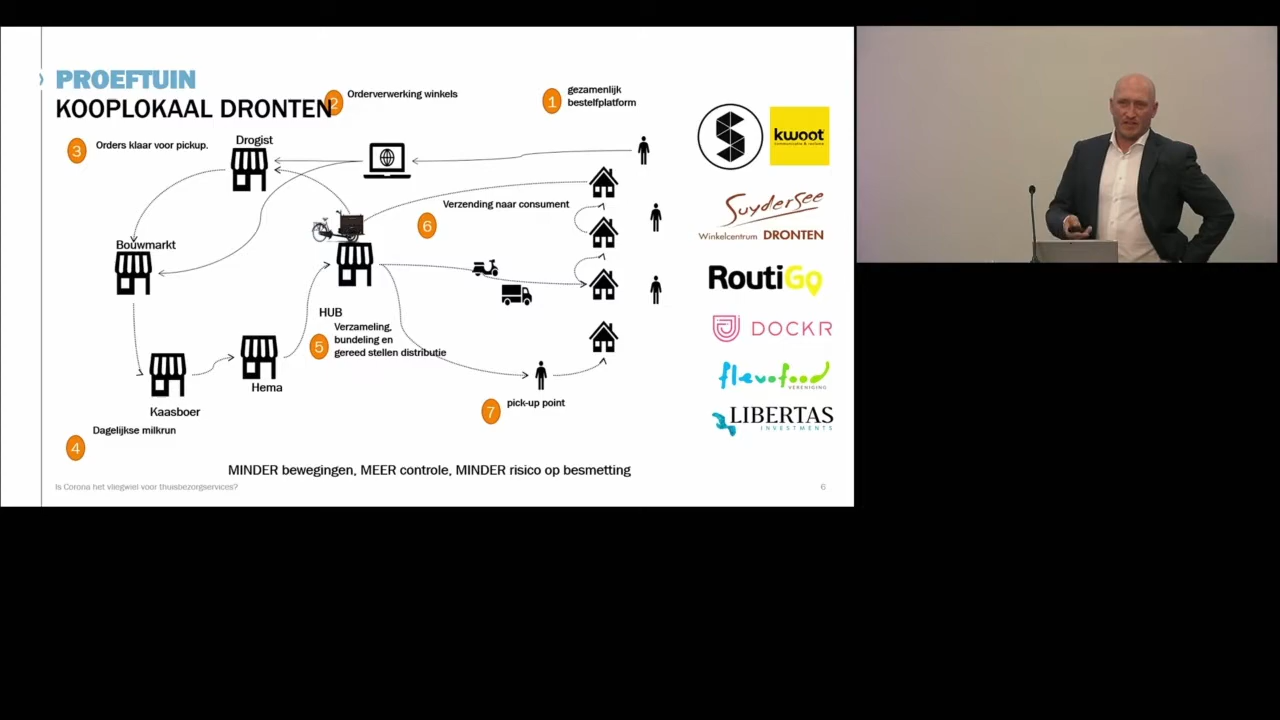 PROEFTUIN
KOOPLOKAAL DRONTEN
2
Orderverwerking winkels
1
gezamenlijk
bestelfplatform
3
Orders klaar voor pickup.
Drogist
kwoot
communicatie & reclame
6
Verzending naar consument
Suydersee
Winkelcentrum DRONTEN
Bouwmarkt
RoutiGo
HUB
5
Verzameling,
bundeling en
gereed stellen distributie
DOCKR
Hema
flevofood
VERENIGING
Kaasboer
7
pick-up point
LIBERTAS
INVESTMENTS
4
Dagelijkse milkrun
MINDER bewegingen, MEER controle, MINDER risico op besmetting
Is Corona het vliegwiel voor thuisbezorgservices?
6